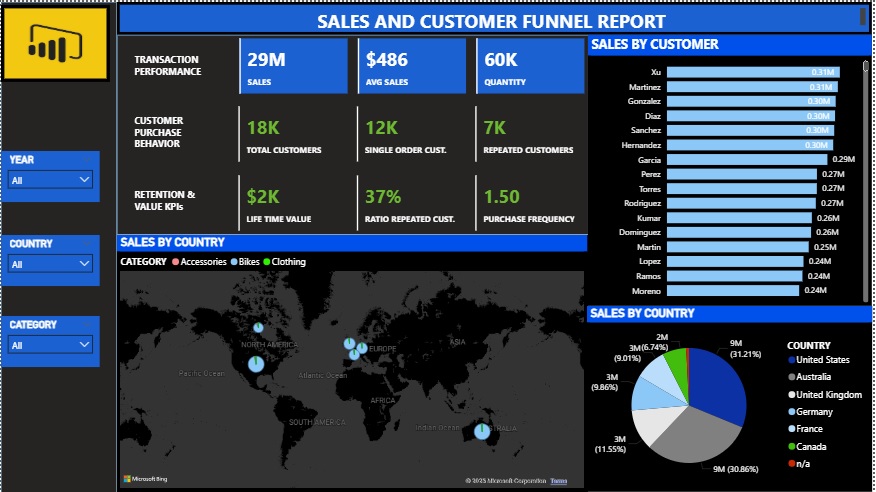 SALES AND CUSTOMER FUNNEL REPORT
YEAR
All
COUNTRY
All
CATEGORY
All
TRANSACTION
PERFORMANCE
29M
SALES
$486
AVG SALES
60K
QUANTITY
CUSTOMER
PURCHASE
BEHAVIOR
18K
TOTAL CUSTOMERS
12K
SINGLE ORDER CUST.
7K
REPEATED CUSTOMERS
RETENTION &
VALUE KPIs
$2K
LIFE TIME VALUE
37%
RATIO REPEATED CUST.
1.50
PURCHASE FREQUENCY
SALES BY COUNTRY
CATEGORY Accessories Bikes Clothing
NORTH AMERICA
EUROPE
ASIA
Pacific Ocean
Atlantic Ocean
AFRICA
SOUTH AMERICA
Indian Ocean
STRALIA
Microsoft Bing
© 2025 Microsoft Corporation Terms
SALES BY CUSTOMER
Xu 0.31M
Martinez 0.31M
Gonzalez 0.30M
Diaz 0.30M
Sanchez 0.30M
Hernandez 0.30M
Garcia 0.29M
Perez 0.27M
Torres 0.27M
Rodriguez 0.27M
Kumar 0.26M
Dominguez 0.26M
Martin 0.25M
Lopez 0.24M
Ramos 0.24M
Moreno 0.24M
SALES BY COUNTRY
9M
(31.21%)
9M (30.86%)
3M
(11.55%)
3M
(9.86%)
3M
(9.01%)
2M
(6.74%)
COUNTRY
United States
Australia
United Kingdom
Germany
France
Canada
n/a